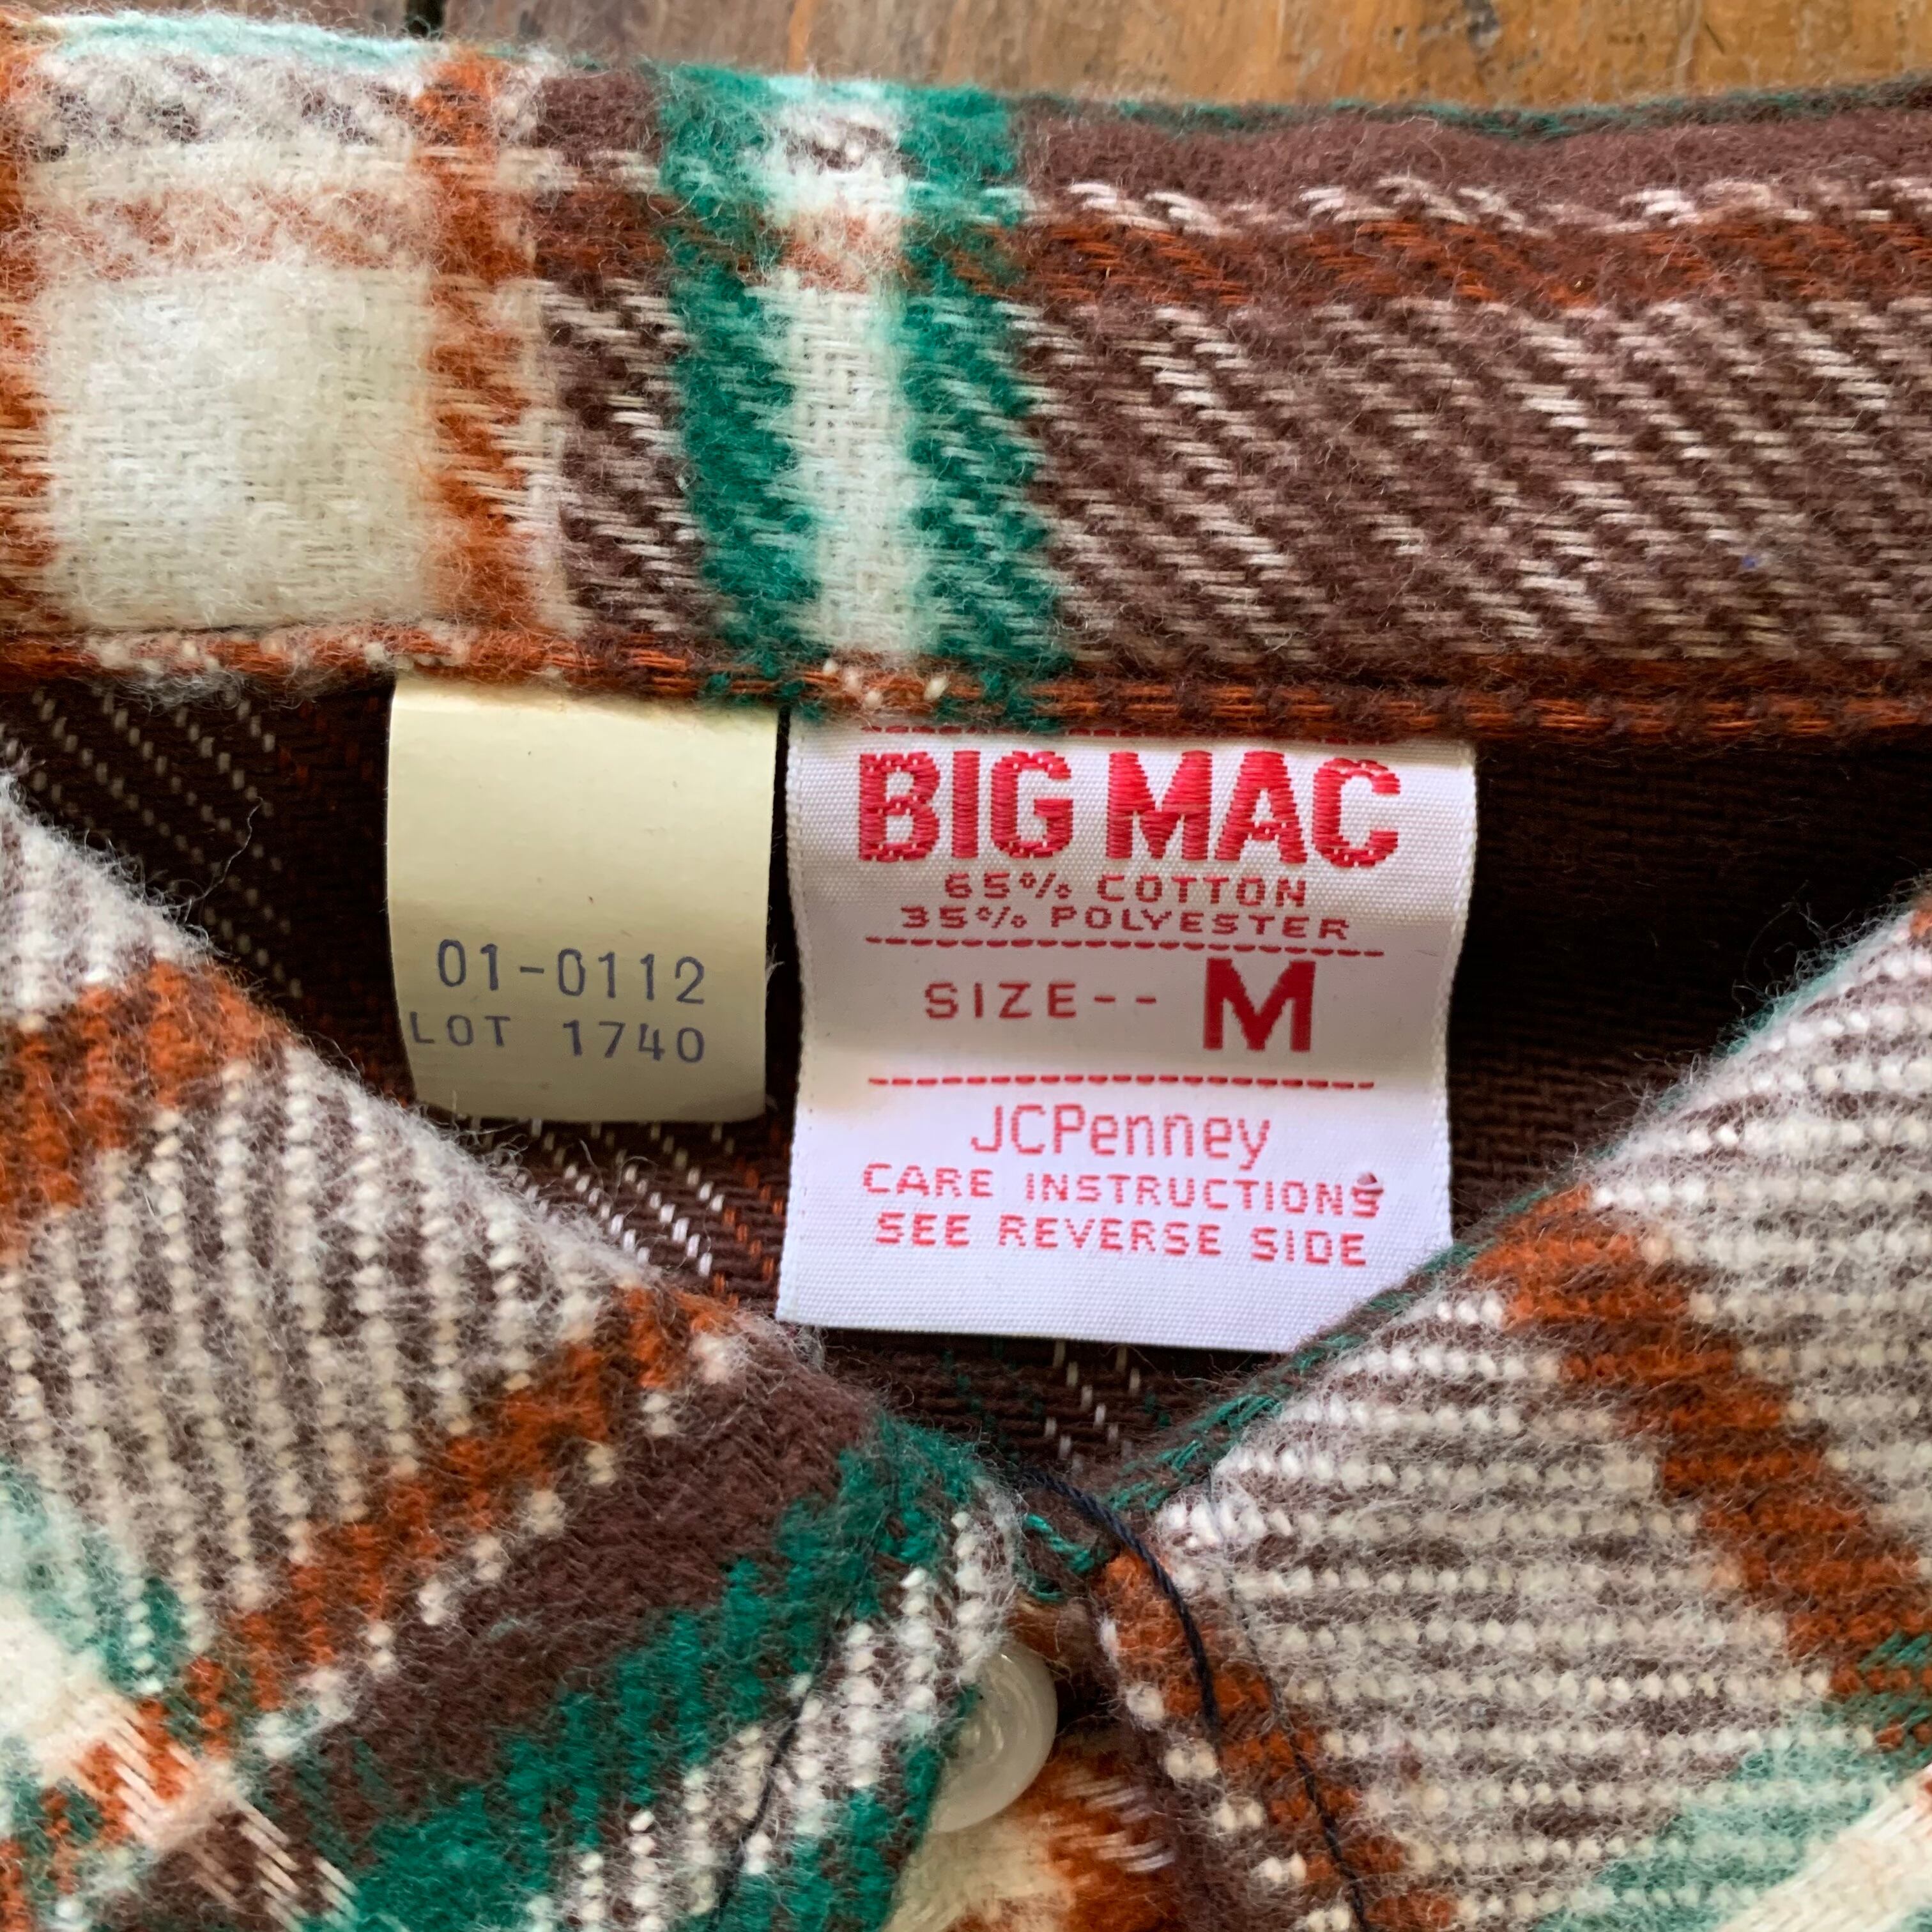 01-0112
LOT 1740
BIG MAC
65% COTTON
35% POLYESTER
SIZE-- M
JCPenney
CARE INSTRUCTIONS
SEE REVERSE SIDE